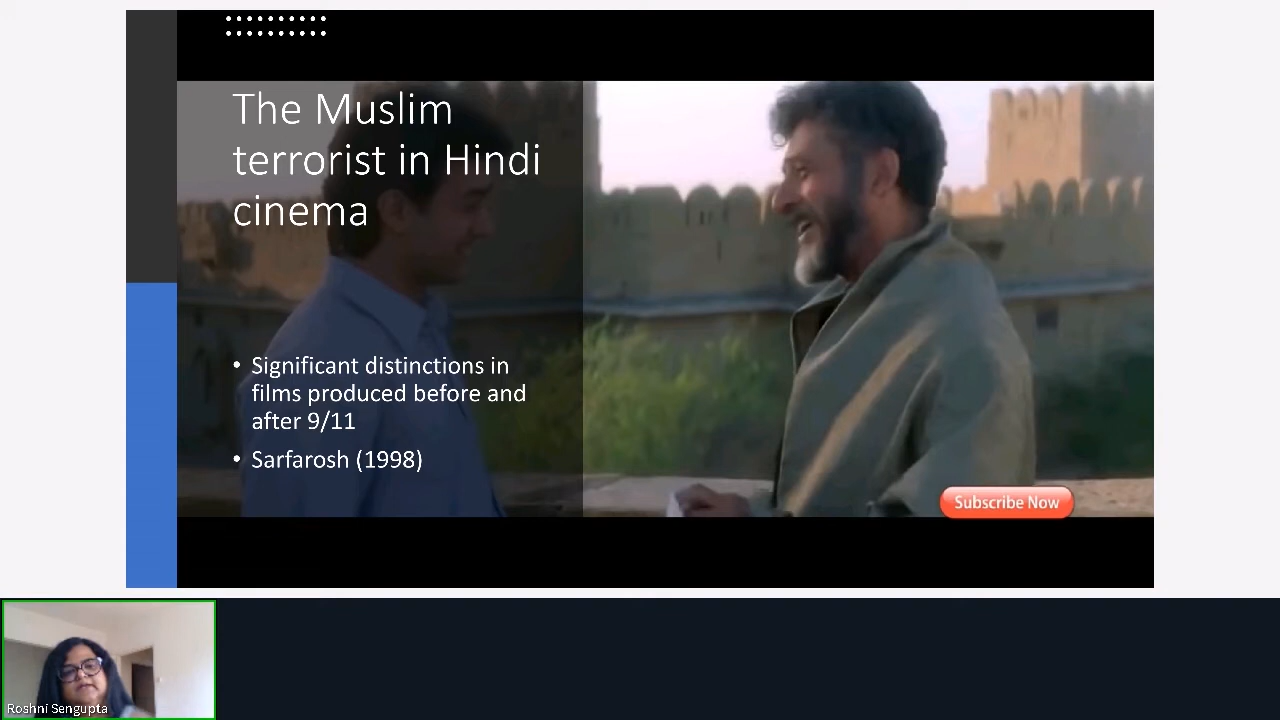 The Muslim
terrorist in Hindi
cinema
• Significant distinctions in
films produced before and
after 9/11
• Sarfarosh (1998)
Subscribe Now
Roshni Sengupta